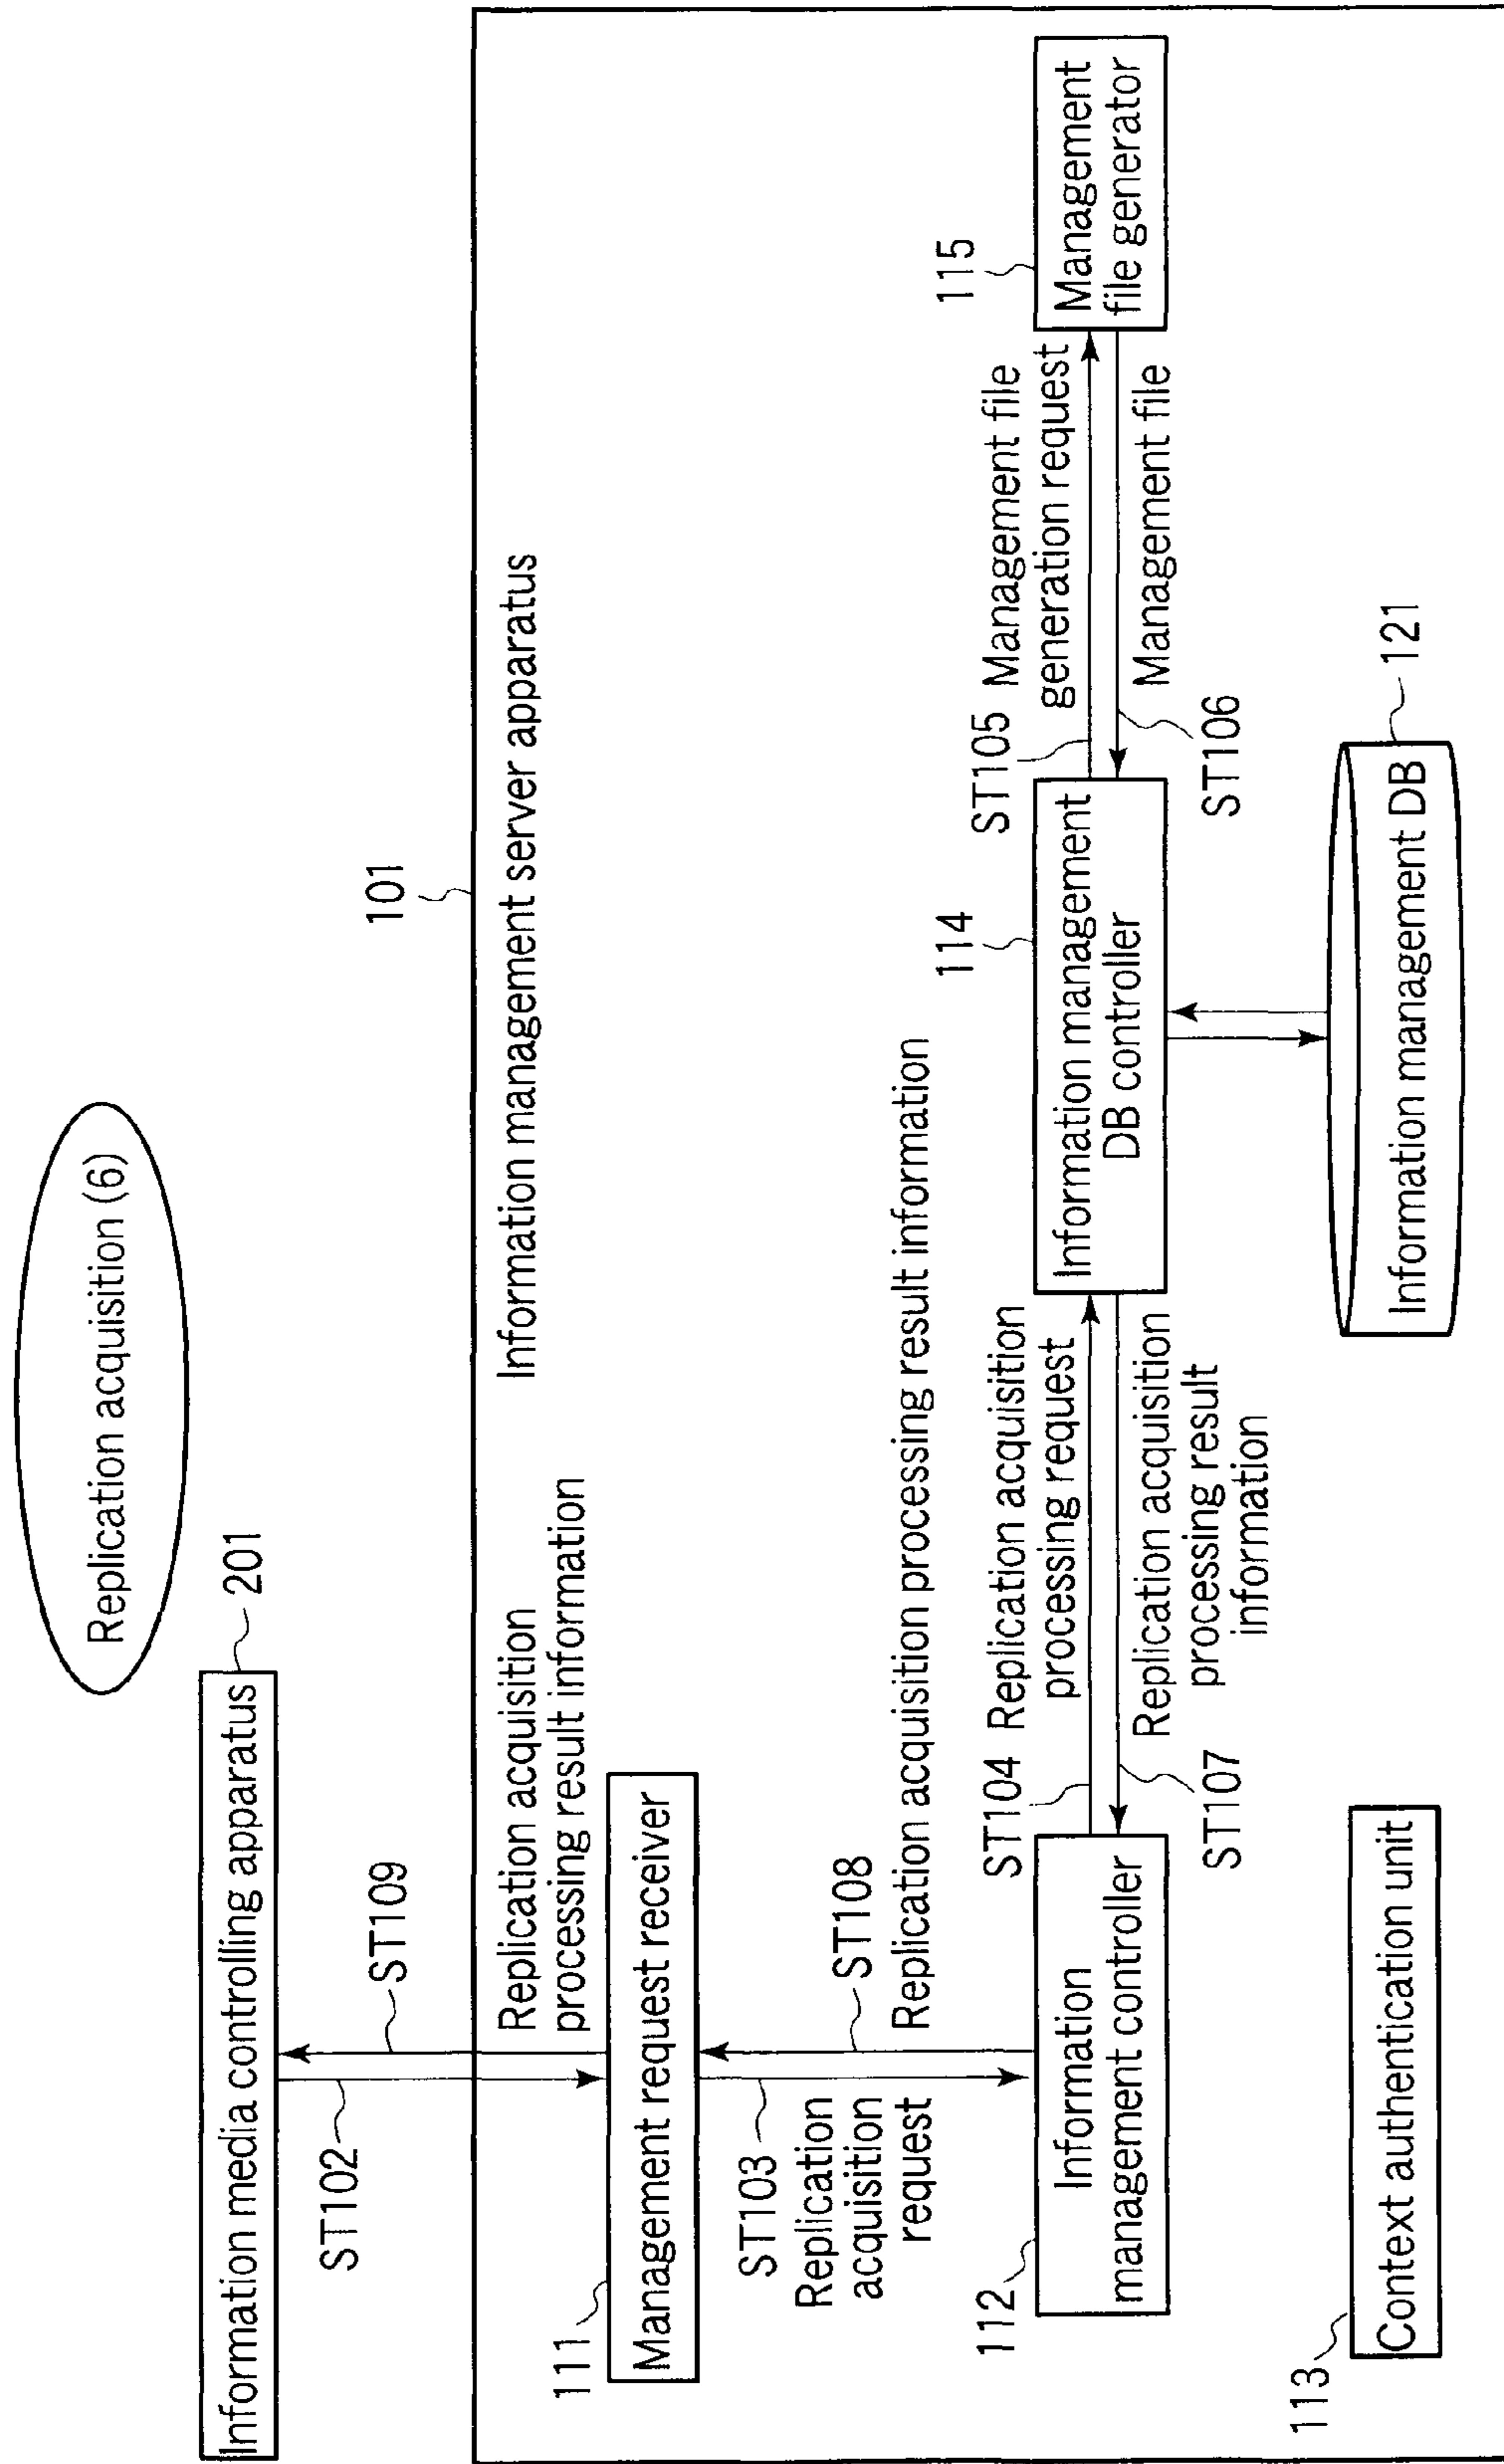 Replication acquisition (6)
Information media controlling apparatus
201
101
ST102
ST109
Information management server apparatus
Replication acquisition
processing result information
111
Management request receiver
ST103
Replication
acquisition
request
ST108
Replication acquisition processing result information
112
Information
management controller
ST104
Replication acquisition
processing request
ST107
Replication acquisition
processing result
information
114
Information management
DB controller
ST105
Management file
generation request
ST106
Management file
115
Management
file generator
113
Context authentication unit
Information management DB
121